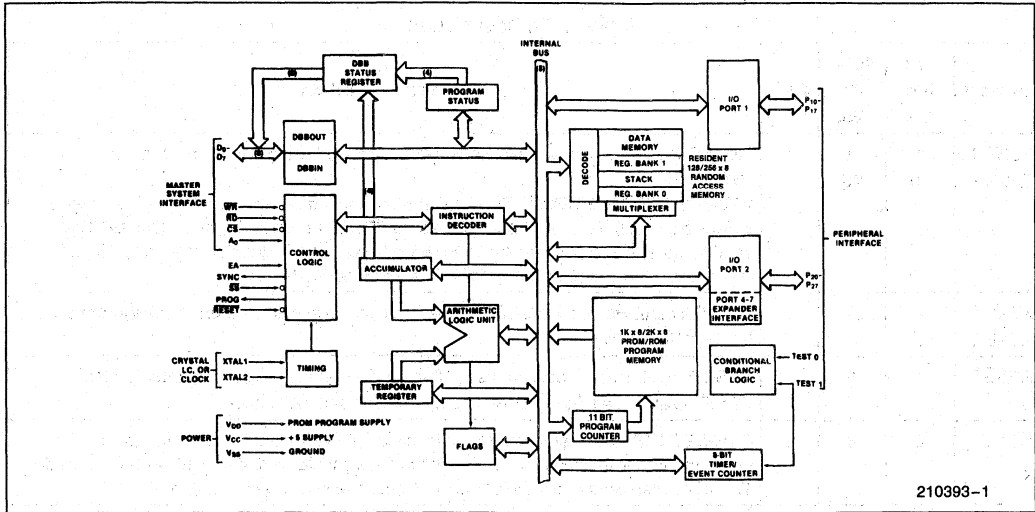 INTERNAL
BUS
(8)
DBB
STATUS
REGISTER
(8)
(4)
PROGRAM
STATUS
I/O
PORT 1
P10-
P17
DBBOUT
DBBIN
D0-
D7
(8)
MASTER
SYSTEM
INTERFACE
DECODE
DATA
MEMORY
REG. BANK 1
STACK
REG. BANK 0
MULTIPLEXER
RESIDENT
128/256 x 8
RANDOM
ACCESS
MEMORY
(4)
WR
RD
CS
A0
EA
SYNC
SS
PROG
RESET
CONTROL
LOGIC
INSTRUCTION
DECODER
PERIPHERAL
INTERFACE
ACCUMULATOR
I/O
PORT 2
PORT 4-7
EXPANDER
INTERFACE
P20-
P27
ARITHMETIC
LOGIC UNIT
1K x 8/2K x 8
PROM/ROM
PROGRAM
MEMORY
CONDITIONAL
BRANCH
LOGIC
TEST 0
TEST 1
CRYSTAL
LC, OR
CLOCK
XTAL1
XTAL2
TIMING
TEMPORARY
REGISTER
11 BIT
PROGRAM
COUNTER
POWER
VDD
PROM PROGRAM SUPPLY
VCC
+5 SUPPLY
VSS
GROUND
FLAGS
8-BIT
TIMER/
EVENT COUNTER
210393-1